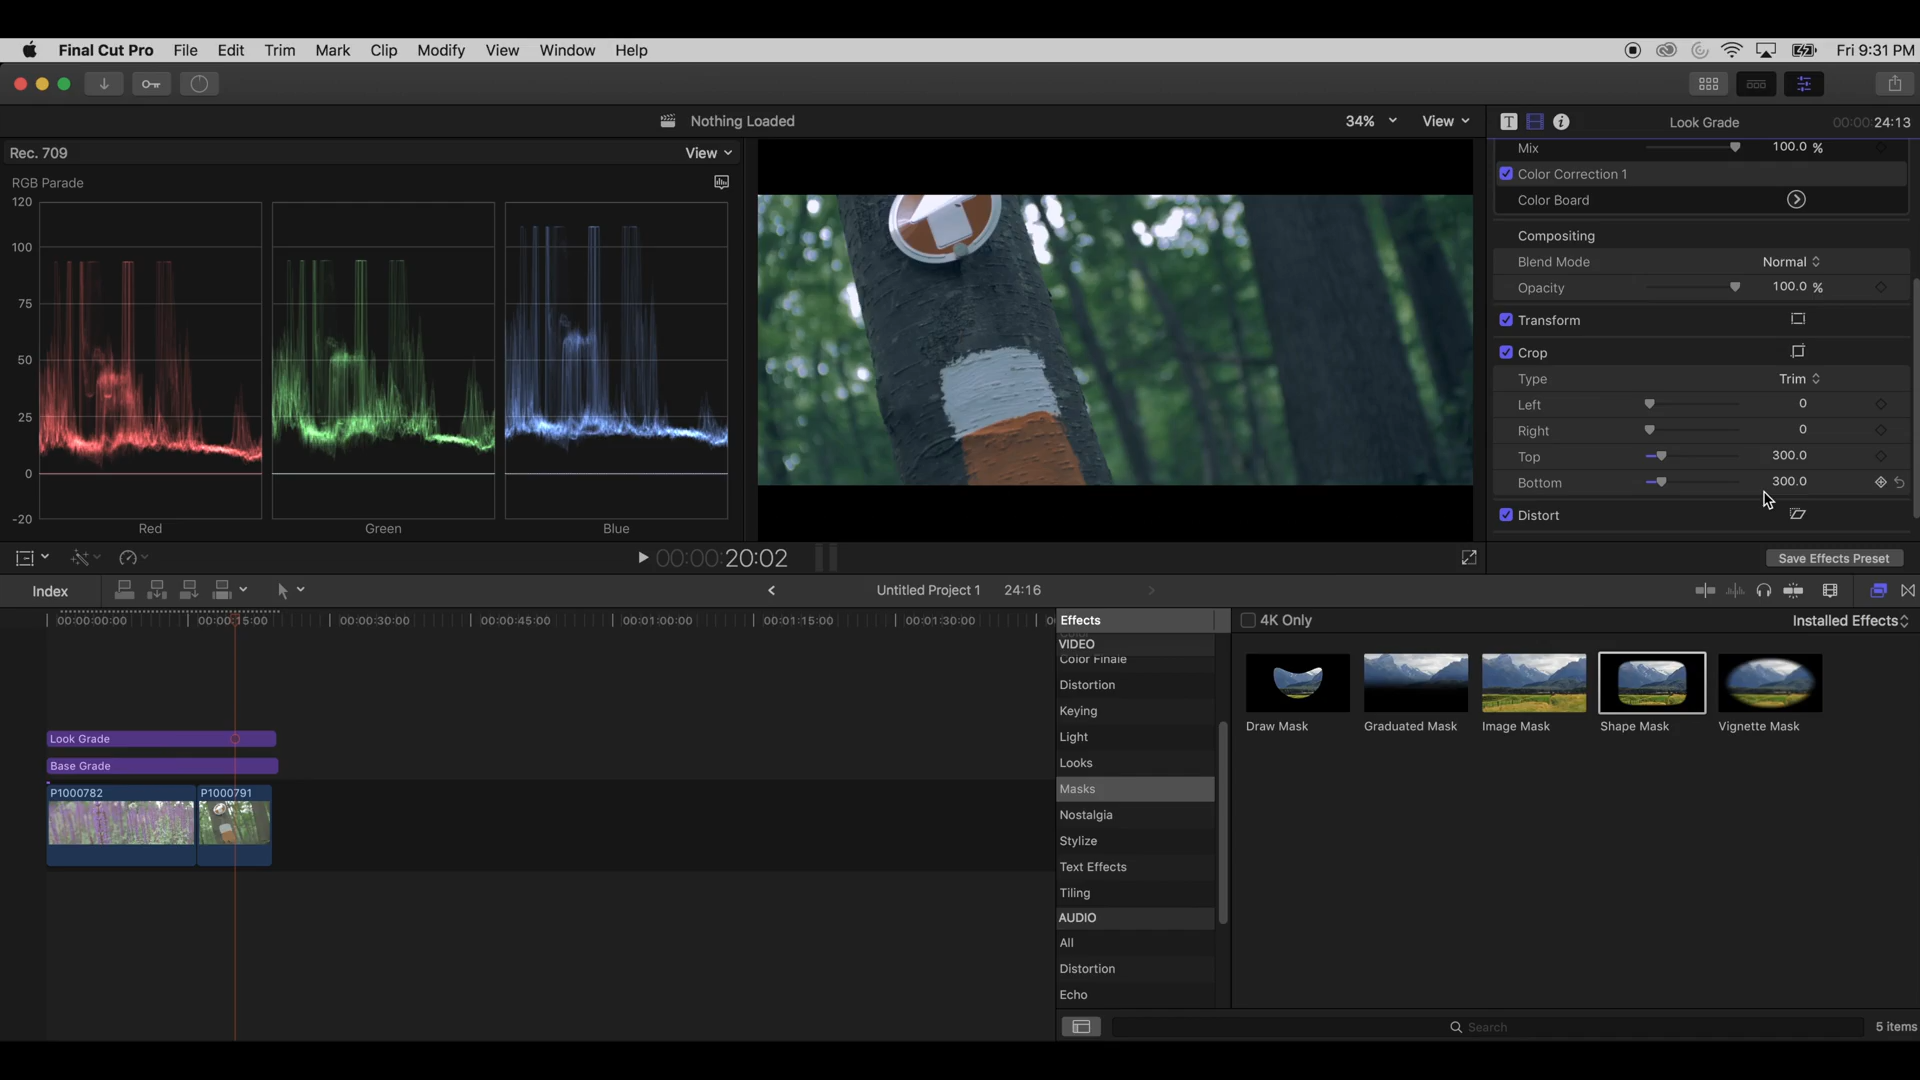 Final Cut Pro File Edit Trim Mark Clip Modify View Window Help Fri 9:31 PM
Nothing Loaded 34% View
T i Look Grade 00:00:24:13
Rec. 709 View
RGB Parade
120
100
75
50
25
0
-20
Red Green Blue
Mix 100.0 %
Color Correction 1
Color Board
Compositing
Blend Mode Normal
Opacity 100.0 %
Transform
Crop
Type Trim
Left 0
Right 0
Top 300.0
Bottom 300.0
Distort
Save Effects Preset
00:00:20:02
Index Untitled Project 1 24:16
00:00:00:00 00:00:15:00 00:00:30:00 00:00:45:00 00:01:00:00 00:01:15:00 00:01:30:00
Look Grade
Base Grade
P1000782 P1000791
Effects
VIDEO
Color Finale
Distortion
Keying
Light
Looks
Masks
Nostalgia
Stylize
Text Effects
Tiling
AUDIO
All
Distortion
Echo
4K Only Installed Effects
Draw Mask Graduated Mask Image Mask Shape Mask Vignette Mask
Search 5 items